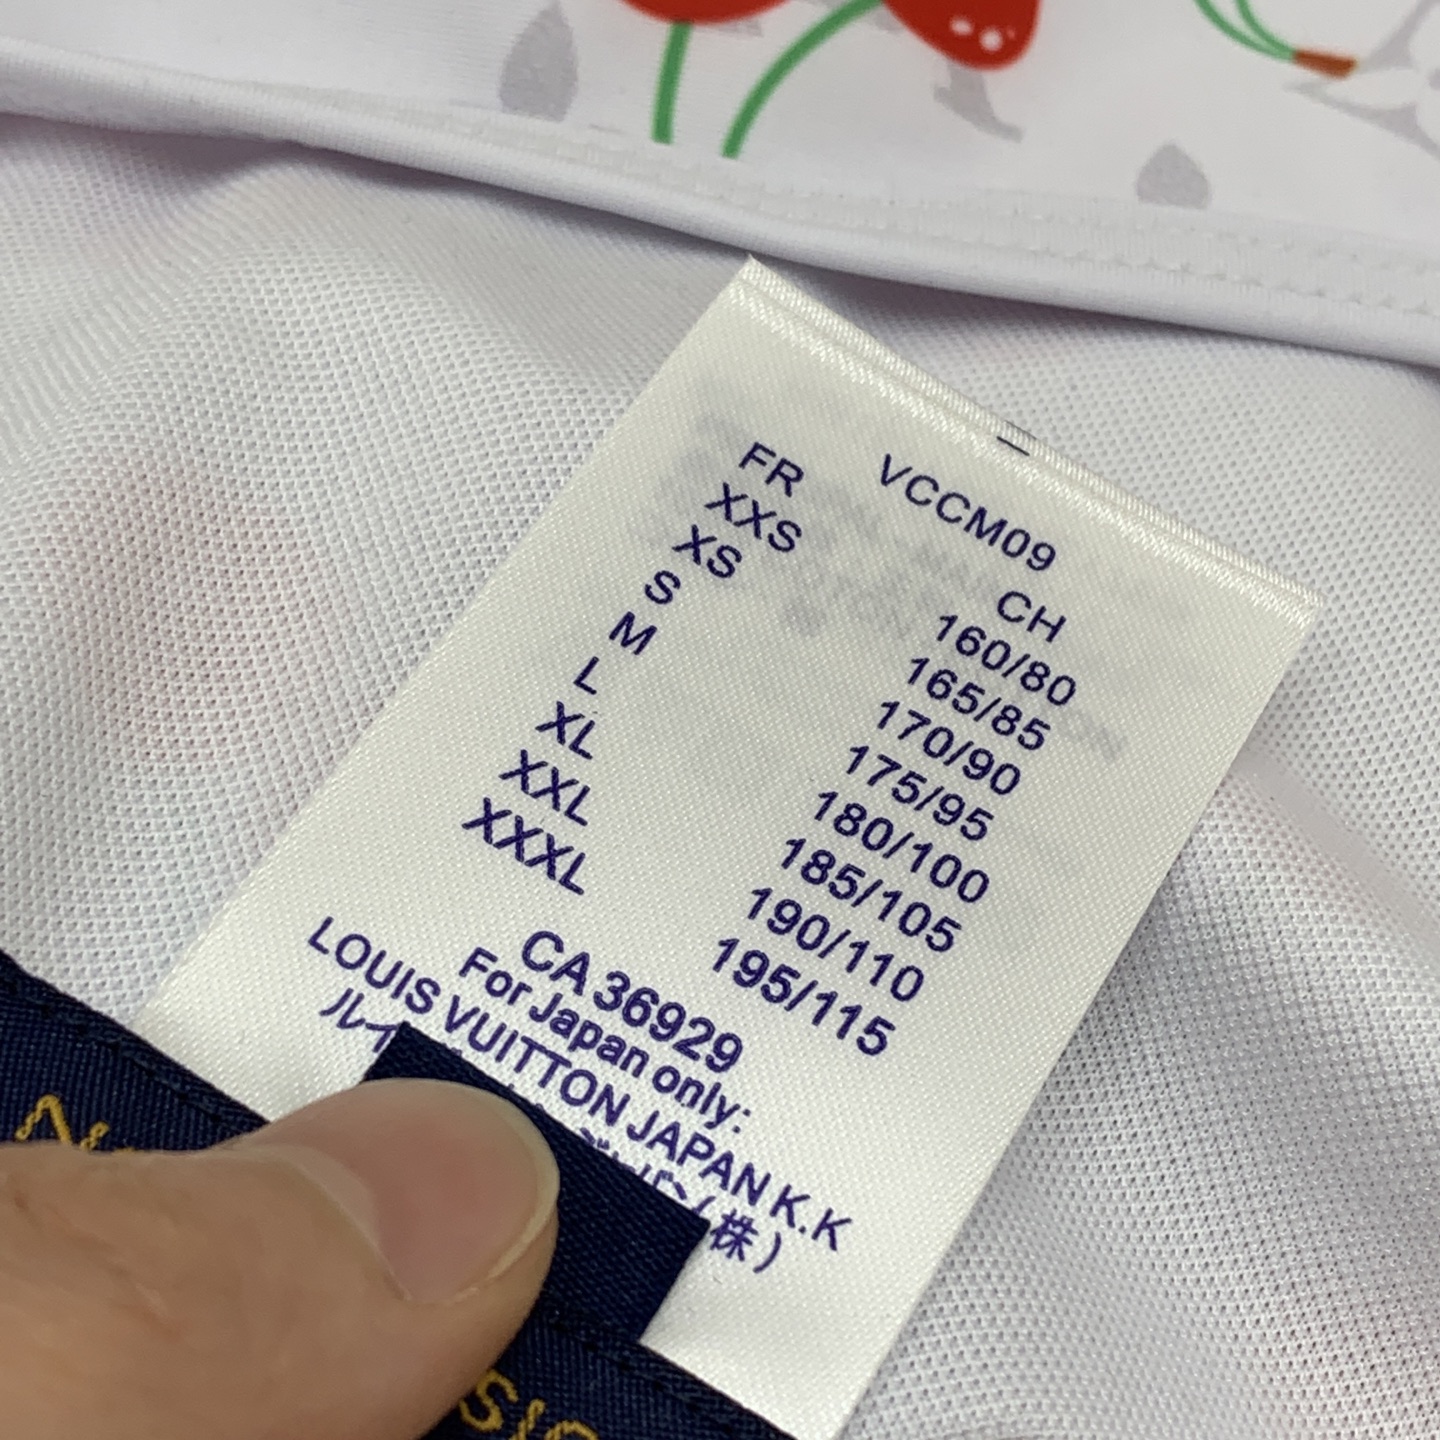 VCCM09
FR CH
XXS 160/80
XS 165/85
S 170/90
M 175/95
L 180/100
XL 185/105
XXL 190/110
XXXL 195/115
CA 36929
For Japan only:
LOUIS VUITTON JAPAN K.K
(株)